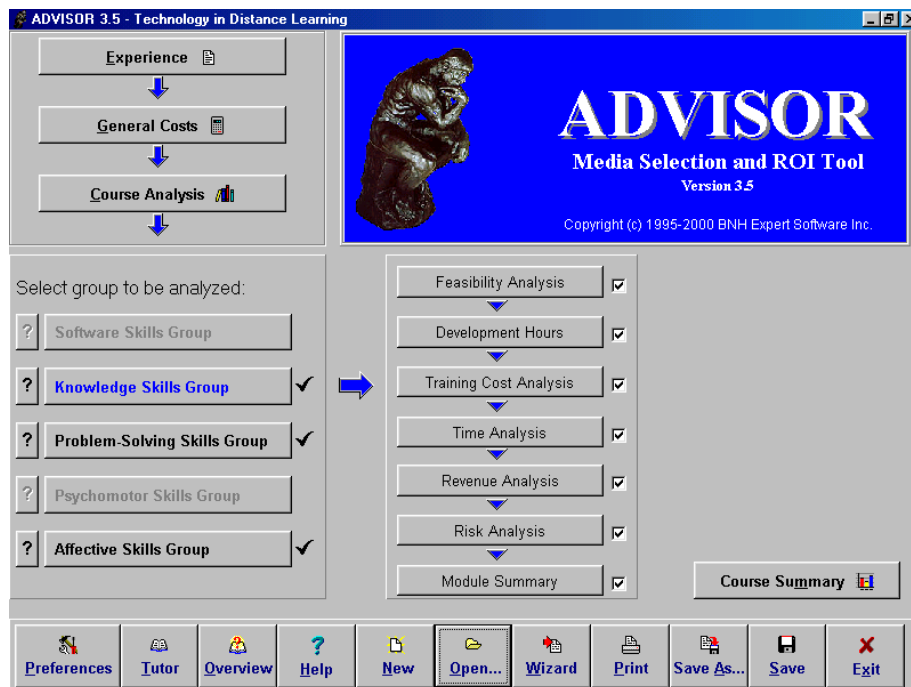 ADVISOR 3.5 - Technology in Distance Learning
Experience
General Costs
Course Analysis
ADVISOR
Media Selection and ROI Tool
Version 3.5
Copyright (c) 1995-2000 BNH Expert Software Inc.
Select group to be analyzed:
? Software Skills Group
? Knowledge Skills Group
? Problem-Solving Skills Group
? Psychomotor Skills Group
? Affective Skills Group
Feasibility Analysis
Development Hours
Training Cost Analysis
Time Analysis
Revenue Analysis
Risk Analysis
Module Summary
Course Summary
Preferences
Tutor
Overview
Help
New
Open...
Wizard
Print
Save As...
Save
Exit